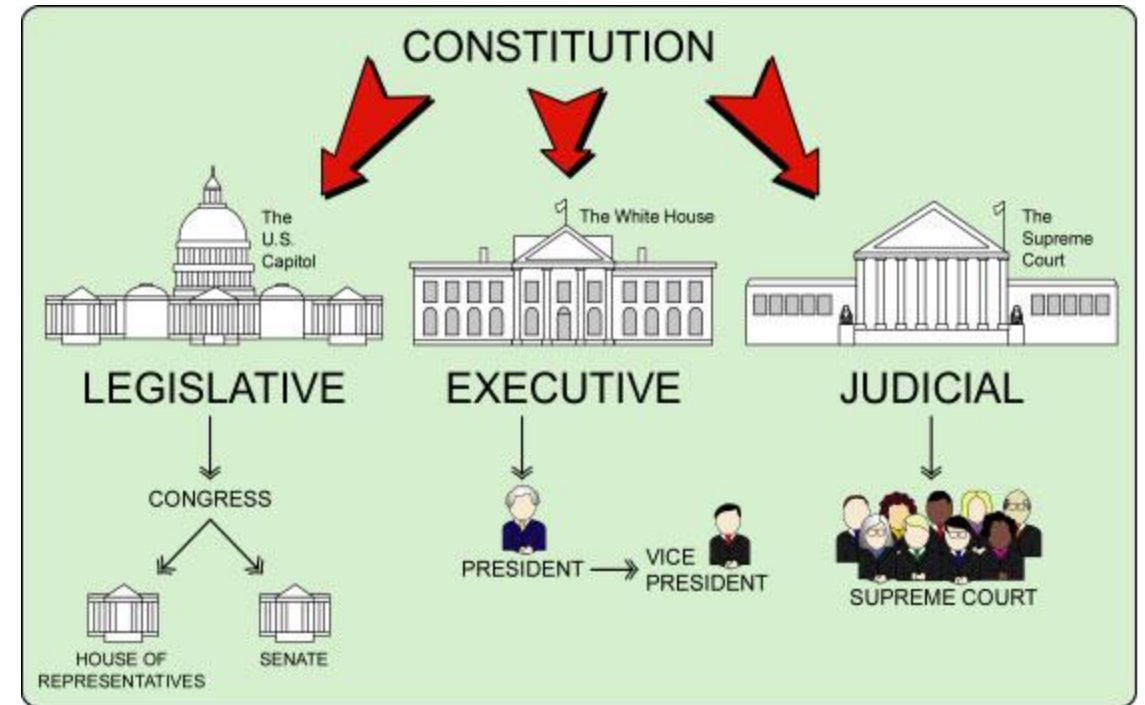 CONSTITUTION
The
U.S.
Capitol
The White House
The
Supreme
Court
LEGISLATIVE
EXECUTIVE
JUDICIAL
CONGRESS
PRESIDENT
VICE
PRESIDENT
SUPREME COURT
HOUSE OF
REPRESENTATIVES
SENATE